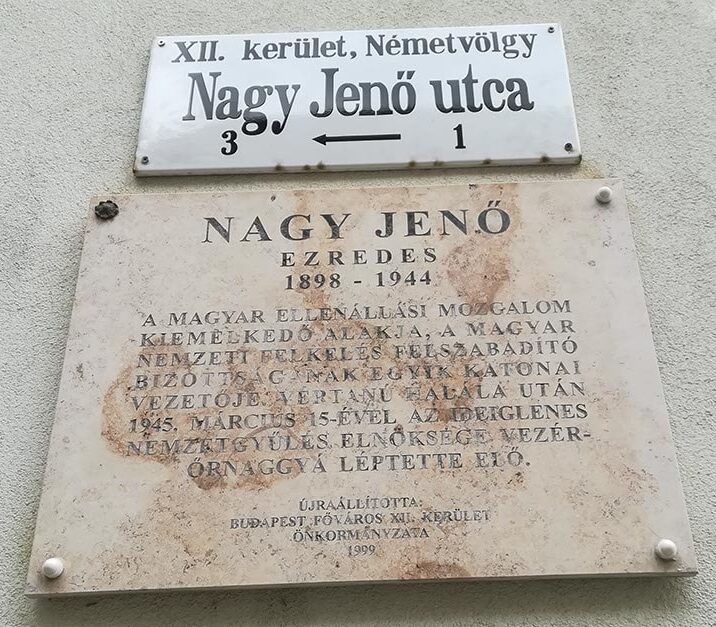 XII. kerület, Németvölgy
Nagy Jenő utca
3 ← 1
NAGY JENŐ
EZREDES
1898 - 1944
A MAGYAR ELLENÁLLÁSI MOZGALOM
KIEMELKEDŐ ALAKJA, A MAGYAR
NEMZETI FELKELÉS FELSZABADÍTÓ
BIZOTTSÁGÁNAK EGYIK KATONAI
VEZETŐJE. VÉRTANÚ HALÁLA UTÁN
1945. MÁRCIUS 15-ÉVEL AZ IDEIGLENES
NEMZETGYŰLÉS ELNÖKSÉGE VEZÉR-
ŐRNAGGYÁ LÉPTETTE ELŐ.
ÚJRAÁLLÍTOTTA:
BUDAPEST FŐVÁROS XII. KERÜLET
ÖNKORMÁNYZATA
1999